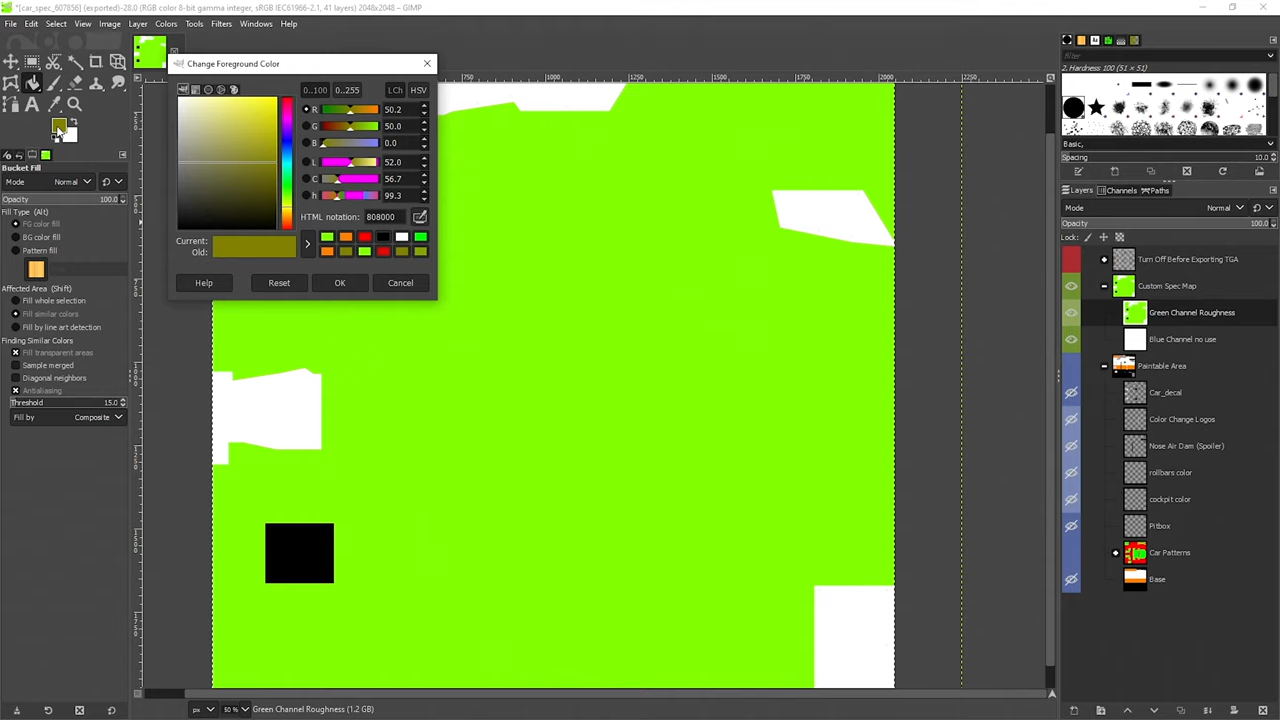 *[car_spec_607856] (exported)-28.0 (RGB color 8-bit gamma integer, sRGB IEC61966-2.1, 41 layers) 2048x2048 – GIMP
File Edit Select View Image Layer Colors Tools Filters Windows Help
Change Foreground Color
0..100 0..255 LCh HSV
R 50.2
G 50.0
B 0.0
L 52.0
C 56.7
h 99.3
HTML notation: 808000
Current:
Old:
Help Reset OK Cancel
1000 1250 1500 1750 2000 2250
Bucket Fill
Mode Normal
Opacity 100.0
Fill Type (Alt)
FG color fill
BG color fill
Pattern fill
Affected Area (Shift)
Fill whole selection
Fill similar colors
Fill by line art detection
Finding Similar Colors
Fill transparent areas
Sample merged
Diagonal neighbors
Antialiasing
Threshold 15.0
Fill by Composite
filter
2. Hardness 100 (51 × 51)
Basic,
Spacing 10.0
Layers Channels Paths
Mode Normal
Opacity 100.0
Lock:
Turn Off Before Exporting TGA
Custom Spec Map
Green Channel Roughness
Blue Channel no use
Paintable Area
Car_decal
Color Change Logos
Nose Air Dam (Spoiler)
rollbars color
cockpit color
Pitbox
Car Patterns
Base
px 50 % Green Channel Roughness (1.2 GB)